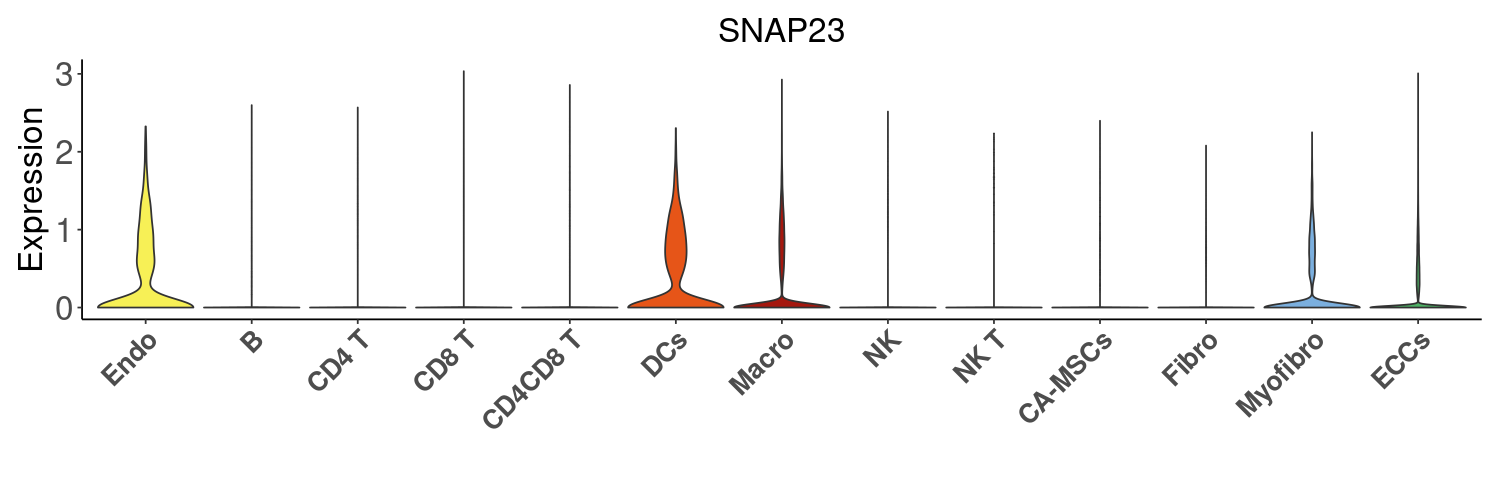 SNAP23
Expression
3
2
1
0
Endo
B
CD4 T
CD8 T
CD4CD8 T
DCs
Macro
NK
NK T
CA-MSCs
Fibro
Myofibro
ECCs